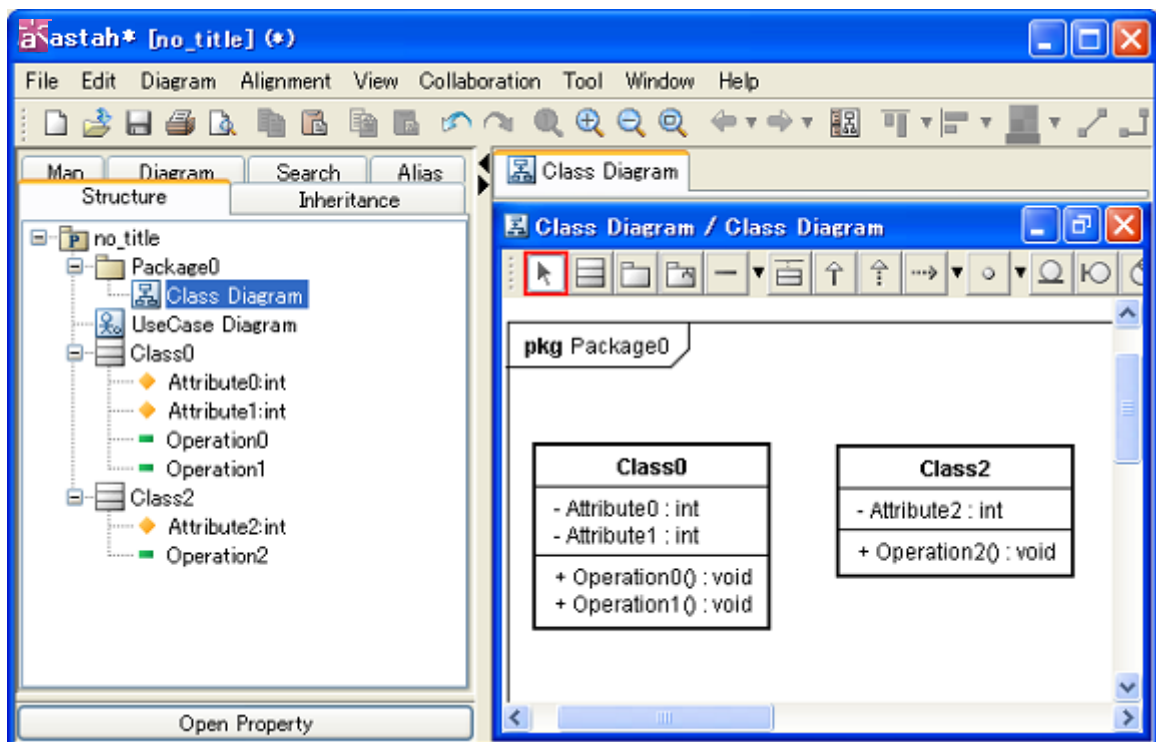 astah* [no_title] (*)
File Edit Diagram Alignment View Collaboration Tool Window Help
Map Diagram Search Alias
Structure Inheritance
no_title
Package0
Class Diagram
UseCase Diagram
Class0
Attribute0:int
Attribute1:int
Operation0
Operation1
Class2
Attribute2:int
Operation2
Open Property
Class Diagram
Class Diagram / Class Diagram
pkg Package0
Class0
- Attribute0 : int
- Attribute1 : int
+ Operation0() : void
+ Operation1() : void
Class2
- Attribute2 : int
+ Operation2() : void